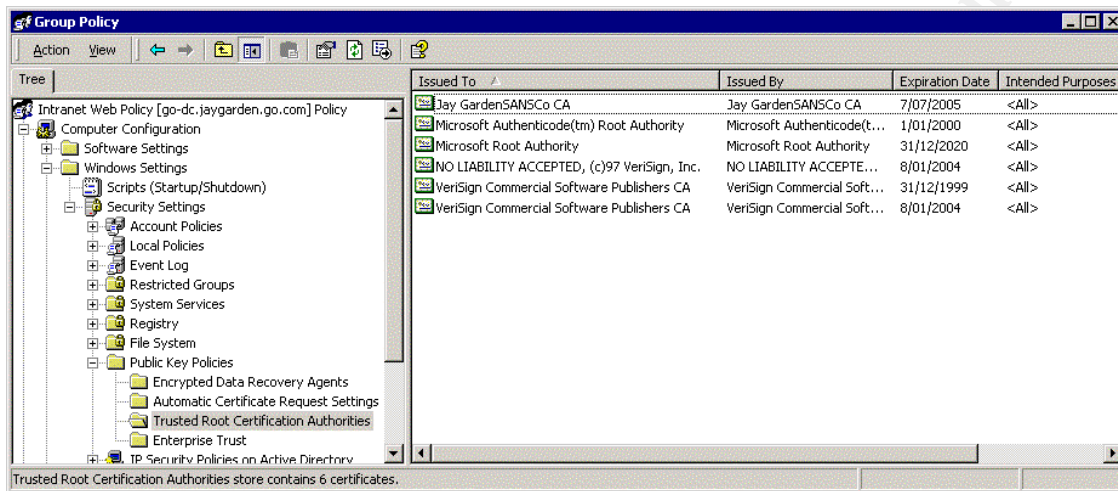 Group Policy
Action View
Tree
Intranet Web Policy [go-dc.jaygarden.go.com] Policy
Computer Configuration
Software Settings
Windows Settings
Scripts (Startup/Shutdown)
Security Settings
Account Policies
Local Policies
Event Log
Restricted Groups
System Services
Registry
File System
Public Key Policies
Encrypted Data Recovery Agents
Automatic Certificate Request Settings
Trusted Root Certification Authorities
Enterprise Trust
IP Security Policies on Active Directory
Issued To Issued By Expiration Date Intended Purposes
Jay GardenSANSCo CA Jay GardenSANSCo CA 7/07/2005 <All>
Microsoft Authenticode(tm) Root Authority Microsoft Authenticode(t... 1/01/2000 <All>
Microsoft Root Authority Microsoft Root Authority 31/12/2020 <All>
NO LIABILITY ACCEPTED, (c)97 VeriSign, Inc. NO LIABILITY ACCEPTE... 8/01/2004 <All>
VeriSign Commercial Software Publishers CA VeriSign Commercial Soft... 31/12/1999 <All>
VeriSign Commercial Software Publishers CA VeriSign Commercial Soft... 8/01/2004 <All>
Trusted Root Certification Authorities store contains 6 certificates.